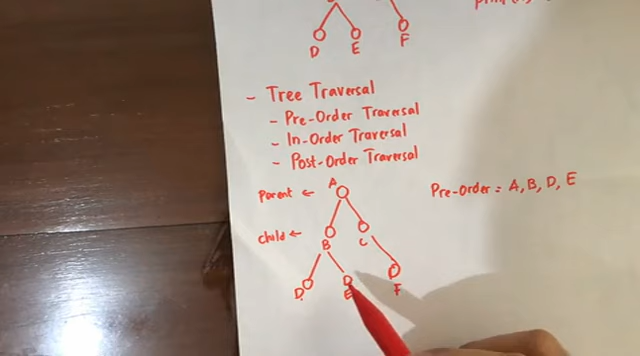 D E F
- Tree Traversal
- Pre-Order Traversal
- In-Order Traversal
- Post-Order Traversal
A
Parent ←
Pre-Order = A, B, D, E
Child ←
B C
D E F